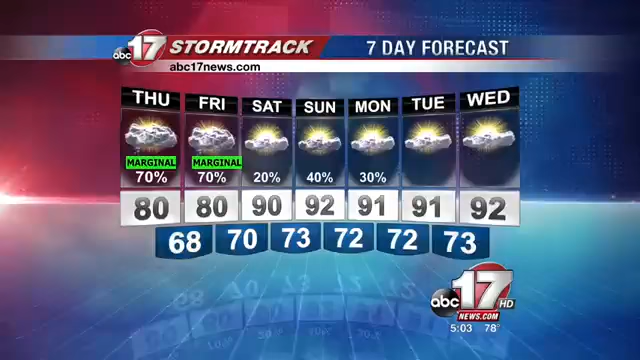 abc 17 STORMTRACK 7 DAY FORECAST
abc17news.com
THU FRI SAT SUN MON TUE WED
MARGINAL MARGINAL
70% 70% 20% 40% 30%
80 80 90 92 91 91 92
68 70 73 72 72 73
abc 17 HD
NEWS.COM
5:03 78°